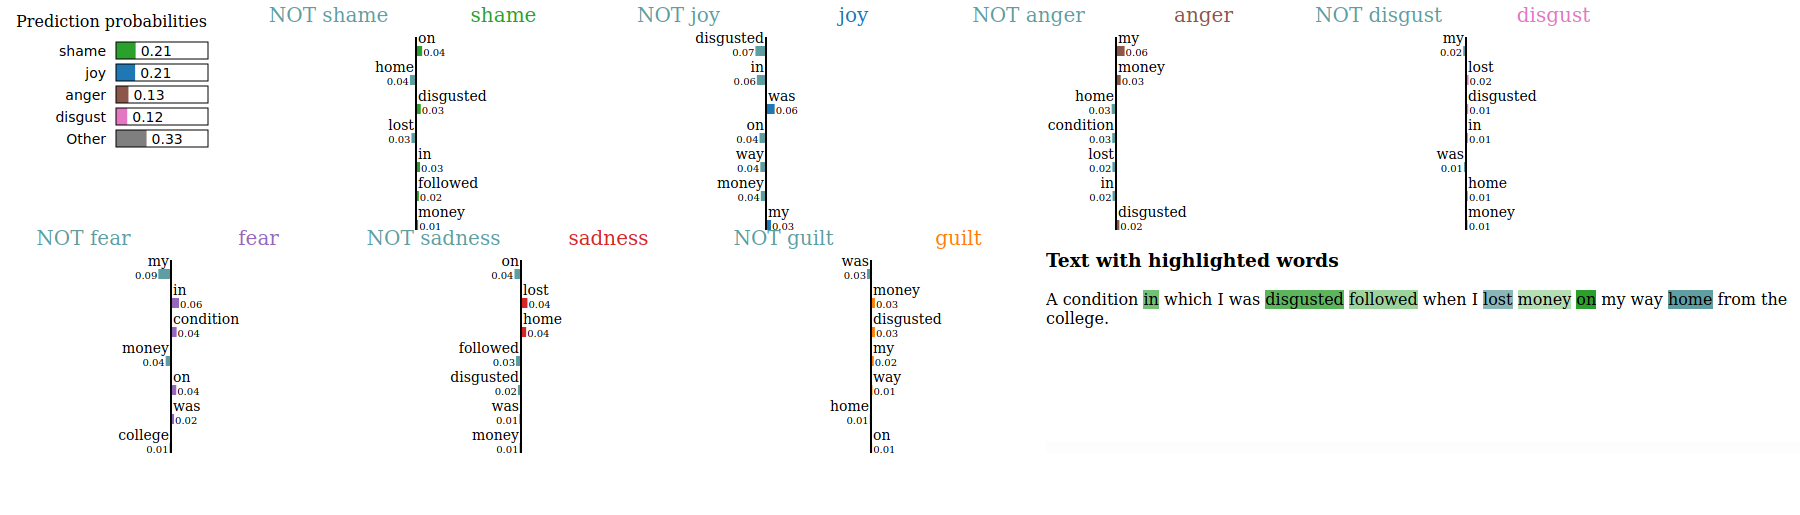 Prediction probabilities
shame 0.21
joy 0.21
anger 0.13
disgust 0.12
Other 0.33
NOT shame shame
on
0.04
home
0.04
disgusted
0.03
lost
0.03
in
0.03
followed
0.02
money
0.01
NOT joy joy
disgusted
0.07
in
0.06
was
0.06
on
0.04
way
0.04
money
0.04
my
0.03
NOT anger anger
my
0.06
money
0.03
home
0.03
condition
0.03
lost
0.02
in
0.02
disgusted
0.02
NOT disgust disgust
my
0.02
lost
0.02
disgusted
0.01
in
0.01
was
0.01
home
0.01
money
0.01
NOT fear fear
my
0.09
in
0.06
condition
0.04
money
0.04
on
0.04
was
0.02
college
0.01
NOT sadness sadness
on
0.04
lost
0.04
home
0.04
followed
0.03
disgusted
0.02
was
0.01
money
0.01
NOT guilt guilt
was
0.03
money
0.03
disgusted
0.03
my
0.02
way
0.01
home
0.01
on
0.01
Text with highlighted words
A condition in which I was disgusted followed when I lost money on my way home from the
college.